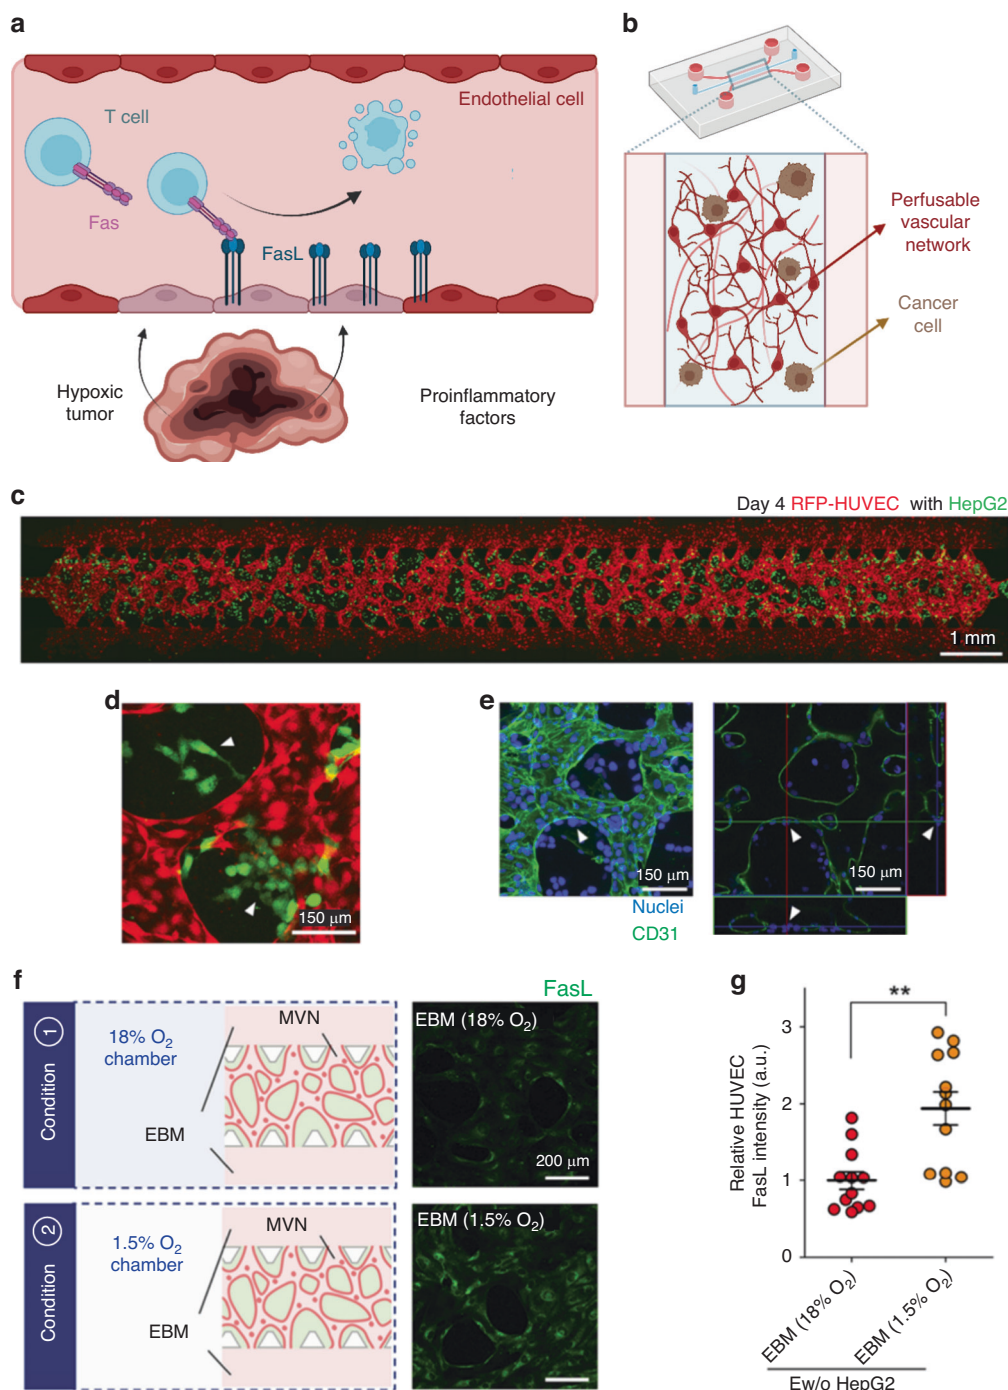 a
Endothelial cell
T cell
Fas
FasL
Hypoxic
tumor
Proinflammatory
factors
b
Perfusable
vascular
network
Cancer
cell
c
Day 4 RFP-HUVEC with HepG2
1 mm
d
150 µm
e
150 µm
150 µm
Nuclei
CD31
f
FasL
Condition 1
18% O₂
chamber
MVN
EBM
EBM (18% O₂)
200 µm
Condition 2
1.5% O₂
chamber
MVN
EBM
EBM (1.5% O₂)
g
**
Relative HUVEC
FasL intensity (a.u.)
3
2
1
0
EBM (18% O₂)
EBM (1.5% O₂)
Ew/o HepG2